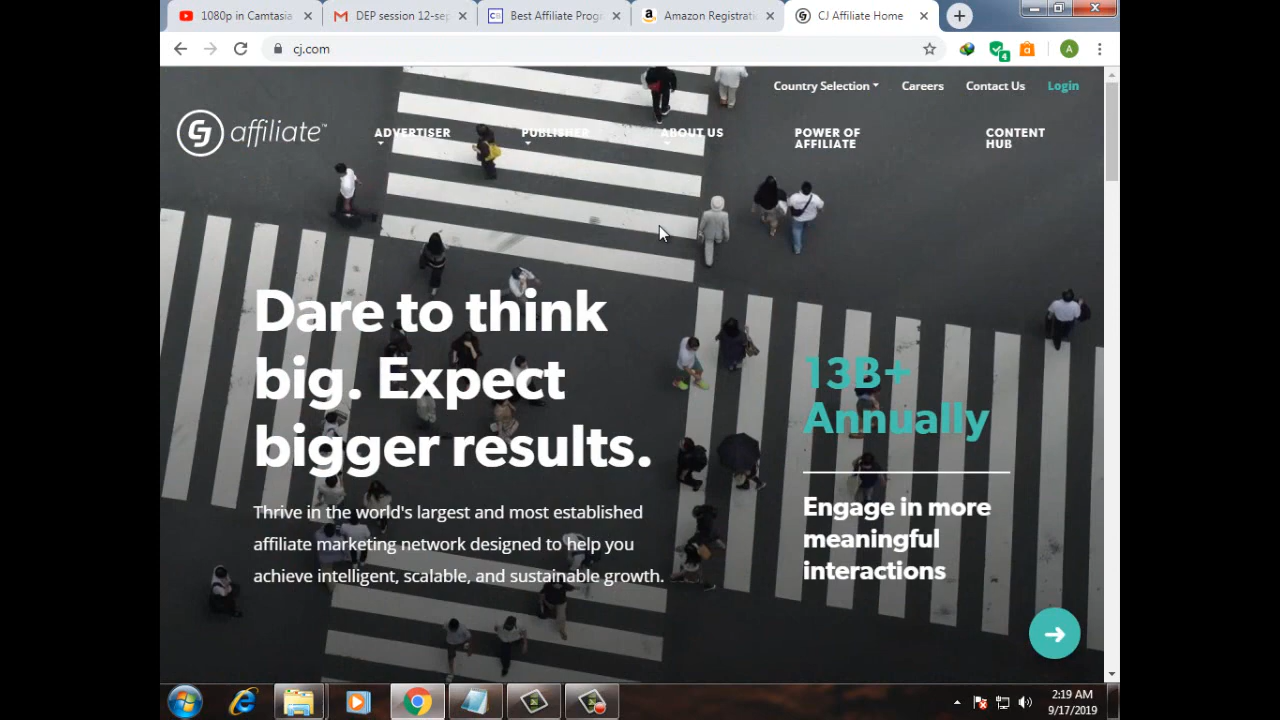 1080p in Camtasia
DEP session 12-sep
Best Affiliate Prog
Amazon Registrati
CJ Affiliate Home
cj.com
4
A
Country Selection
Careers
Contact Us
Login
CJ affiliate™
ADVERTISER
PUBLISHER
ABOUT US
POWER OF
AFFILIATE
CONTENT
HUB
Dare to think
big. Expect
bigger results.
Thrive in the world's largest and most established
affiliate marketing network designed to help you
achieve intelligent, scalable, and sustainable growth.
13B+
Annually
Engage in more
meaningful
interactions
2:19 AM
9/17/2019